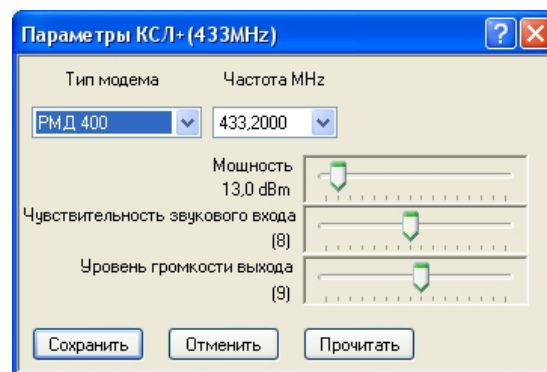 Параметры КСЛ+(433MHz)
Тип модема Частота MHz
РМД 400 433,2000
Мощность
13,0 dBm
Чувствительность звукового входа
(8)
Уровень громкости выхода
(9)
Сохранить Отменить Прочитать